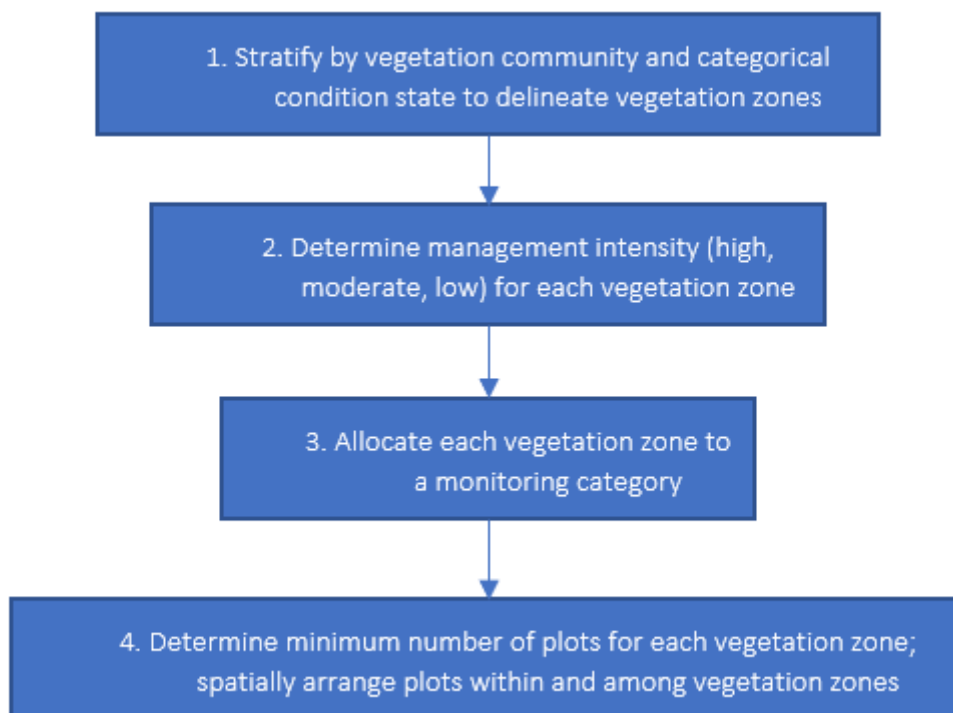 1. Stratify by vegetation community and categorical
condition state to delineate vegetation zones
2. Determine management intensity (high,
moderate, low) for each vegetation zone
3. Allocate each vegetation zone to
a monitoring category
4. Determine minimum number of plots for each vegetation zone;
spatially arrange plots within and among vegetation zones